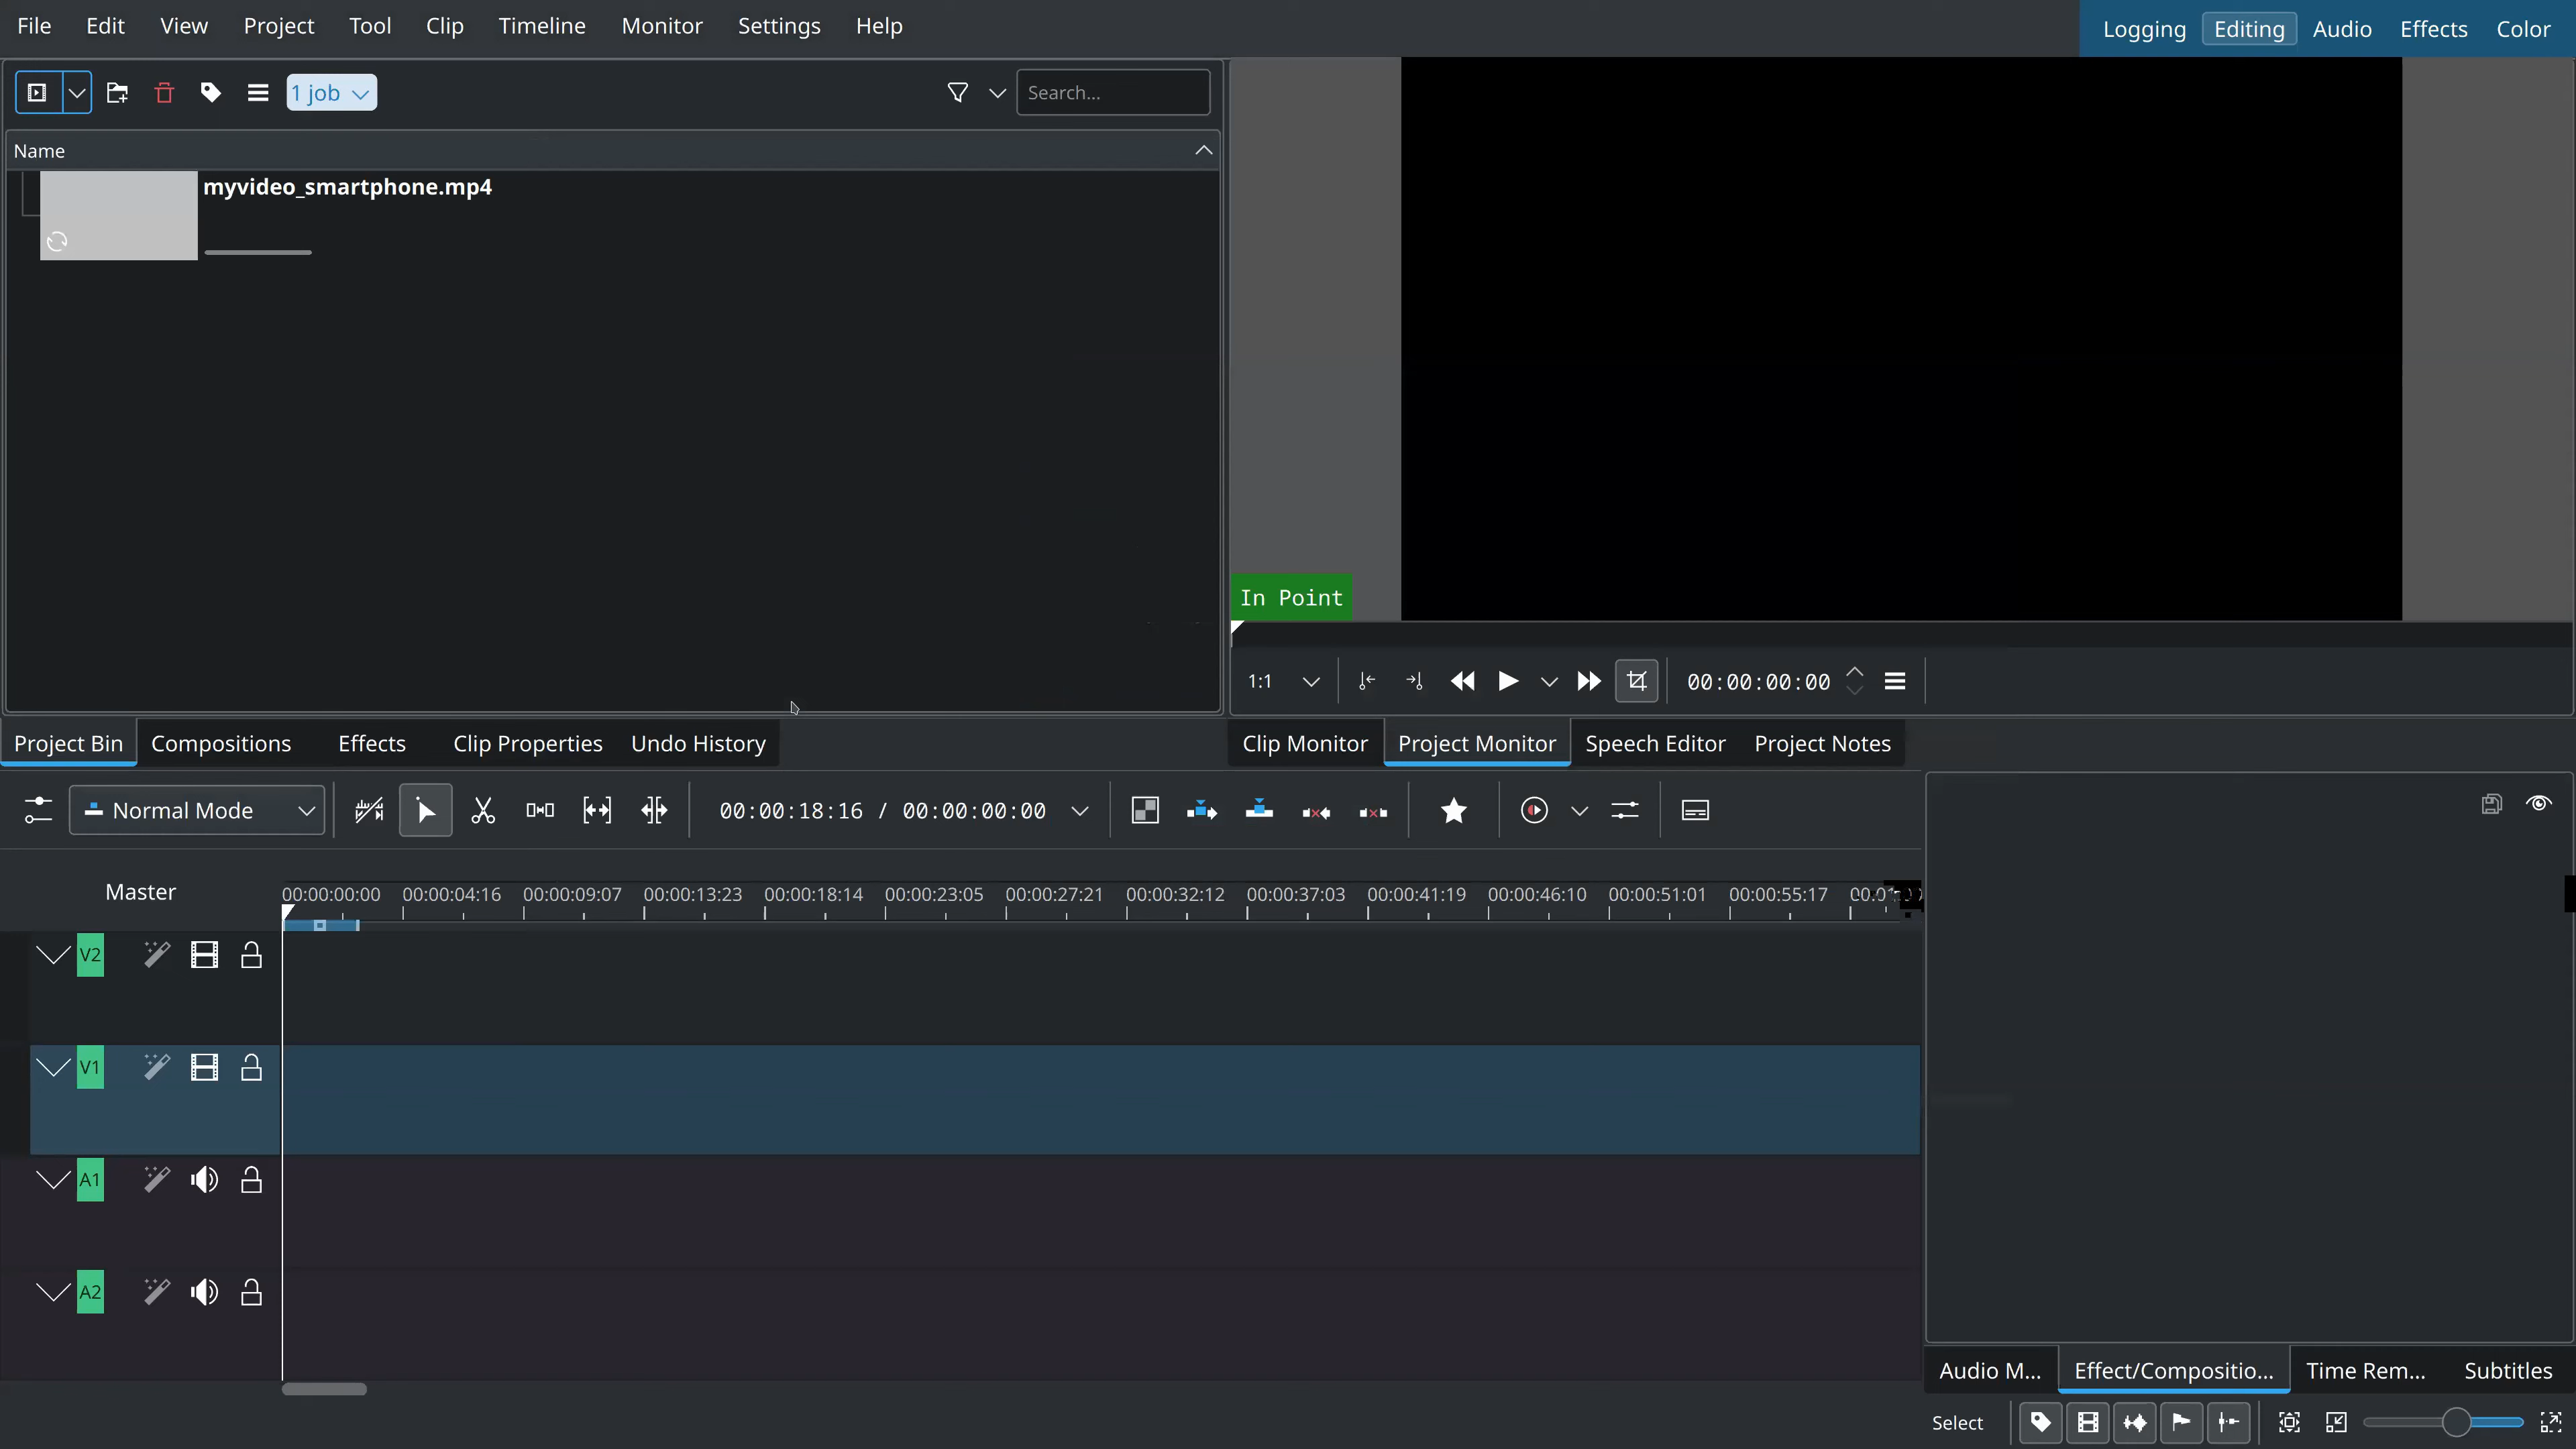 File Edit View Project Tool Clip Timeline Monitor Settings Help
Logging Editing Audio Effects Color
1 job
Search...
Name
myvideo_smartphone.mp4
In Point
1:1
00:00:00:00
Project Bin Compositions Effects Clip Properties Undo History
Clip Monitor Project Monitor Speech Editor Project Notes
Normal Mode
00:00:18:16 / 00:00:00:00
Master
00:00:00:00 00:00:04:16 00:00:09:07 00:00:13:23 00:00:18:14 00:00:23:05 00:00:27:21 00:00:32:12 00:00:37:03 00:00:41:19 00:00:46:10 00:00:51:01 00:00:55:17
V2
V1
A1
A2
Audio M... Effect/Compositio... Time Rem... Subtitles
Select